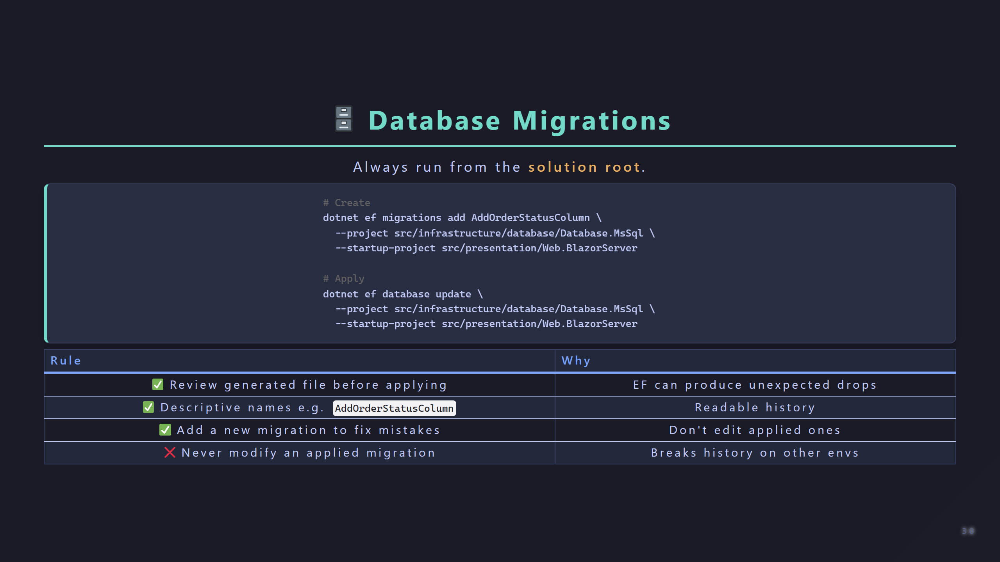 Database Migrations
Always run from the solution root.
# Create
dotnet ef migrations add AddOrderStatusColumn \
  --project src/infrastructure/database/Database.MsSql \
  --startup-project src/presentation/Web.BlazorServer
# Apply
dotnet ef database update \
  --project src/infrastructure/database/Database.MsSql \
  --startup-project src/presentation/Web.BlazorServer
Rule Why
✅ Review generated file before applying EF can produce unexpected drops
✅ Descriptive names e.g. AddOrderStatusColumn Readable history
✅ Add a new migration to fix mistakes Don't edit applied ones
❌ Never modify an applied migration Breaks history on other envs
30